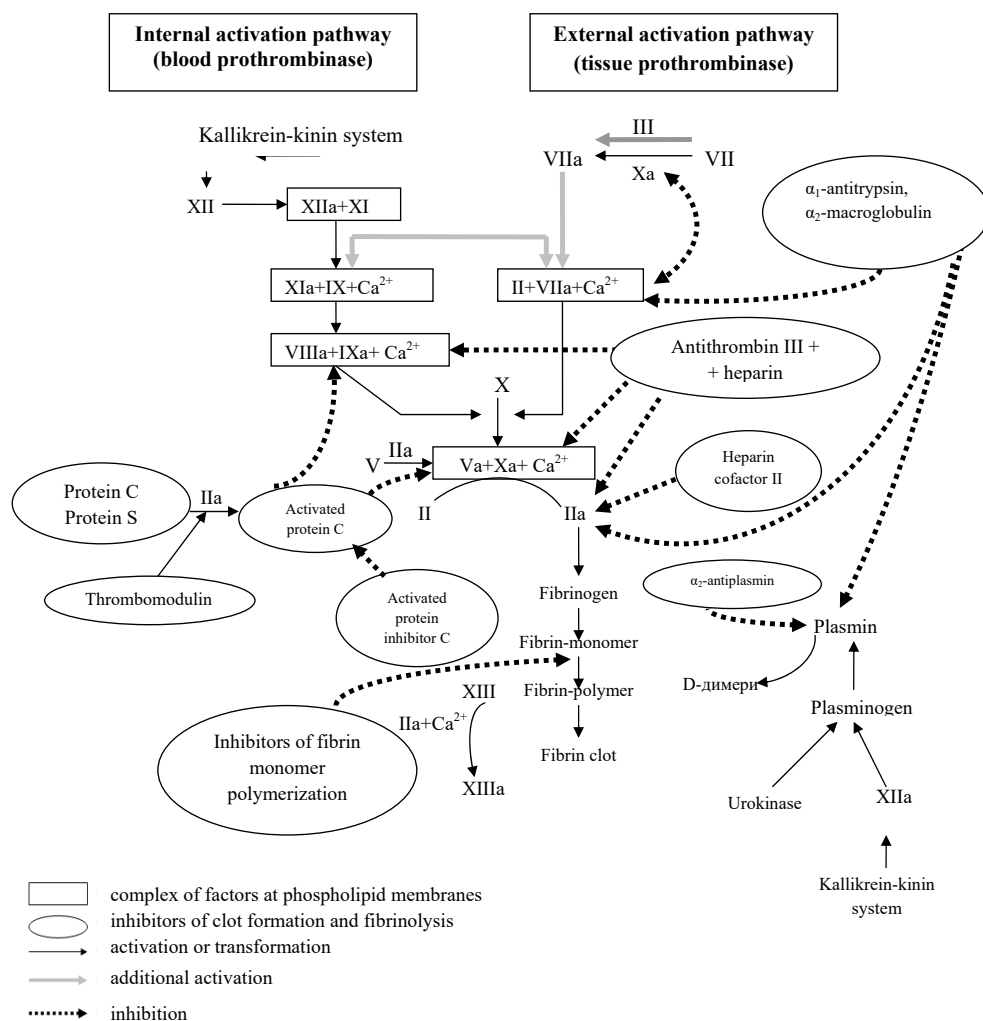 Internal activation pathway
(blood prothrombinase)
External activation pathway
(tissue prothrombinase)
Kallikrein-kinin system
III
VIIa
VII
Xa
α₁-antitrypsin,
α₂-macroglobulin
XII
XIIa+XI
XIa+IX+Ca²⁺
II+VIIa+Ca²⁺
VIIIa+IXa+ Ca²⁺
Antithrombin III +
+ heparin
X
IIa
V
Va+Xa+ Ca²⁺
Heparin
cofactor II
Protein C
Protein S
IIa
Activated
protein C
II
IIa
Thrombomodulin
Activated
protein
inhibitor C
Fibrinogen
α₂-antiplasmin
Plasmin
Fibrin-monomer
D-димери
Fibrin-polymer
XIII
IIa+Ca²⁺
XIIIa
Plasminogen
Inhibitors of fibrin
monomer
polymerization
Fibrin clot
Urokinase
XIIa
Kallikrein-kinin
system
complex of factors at phospholipid membranes
inhibitors of clot formation and fibrinolysis
activation or transformation
additional activation
inhibition